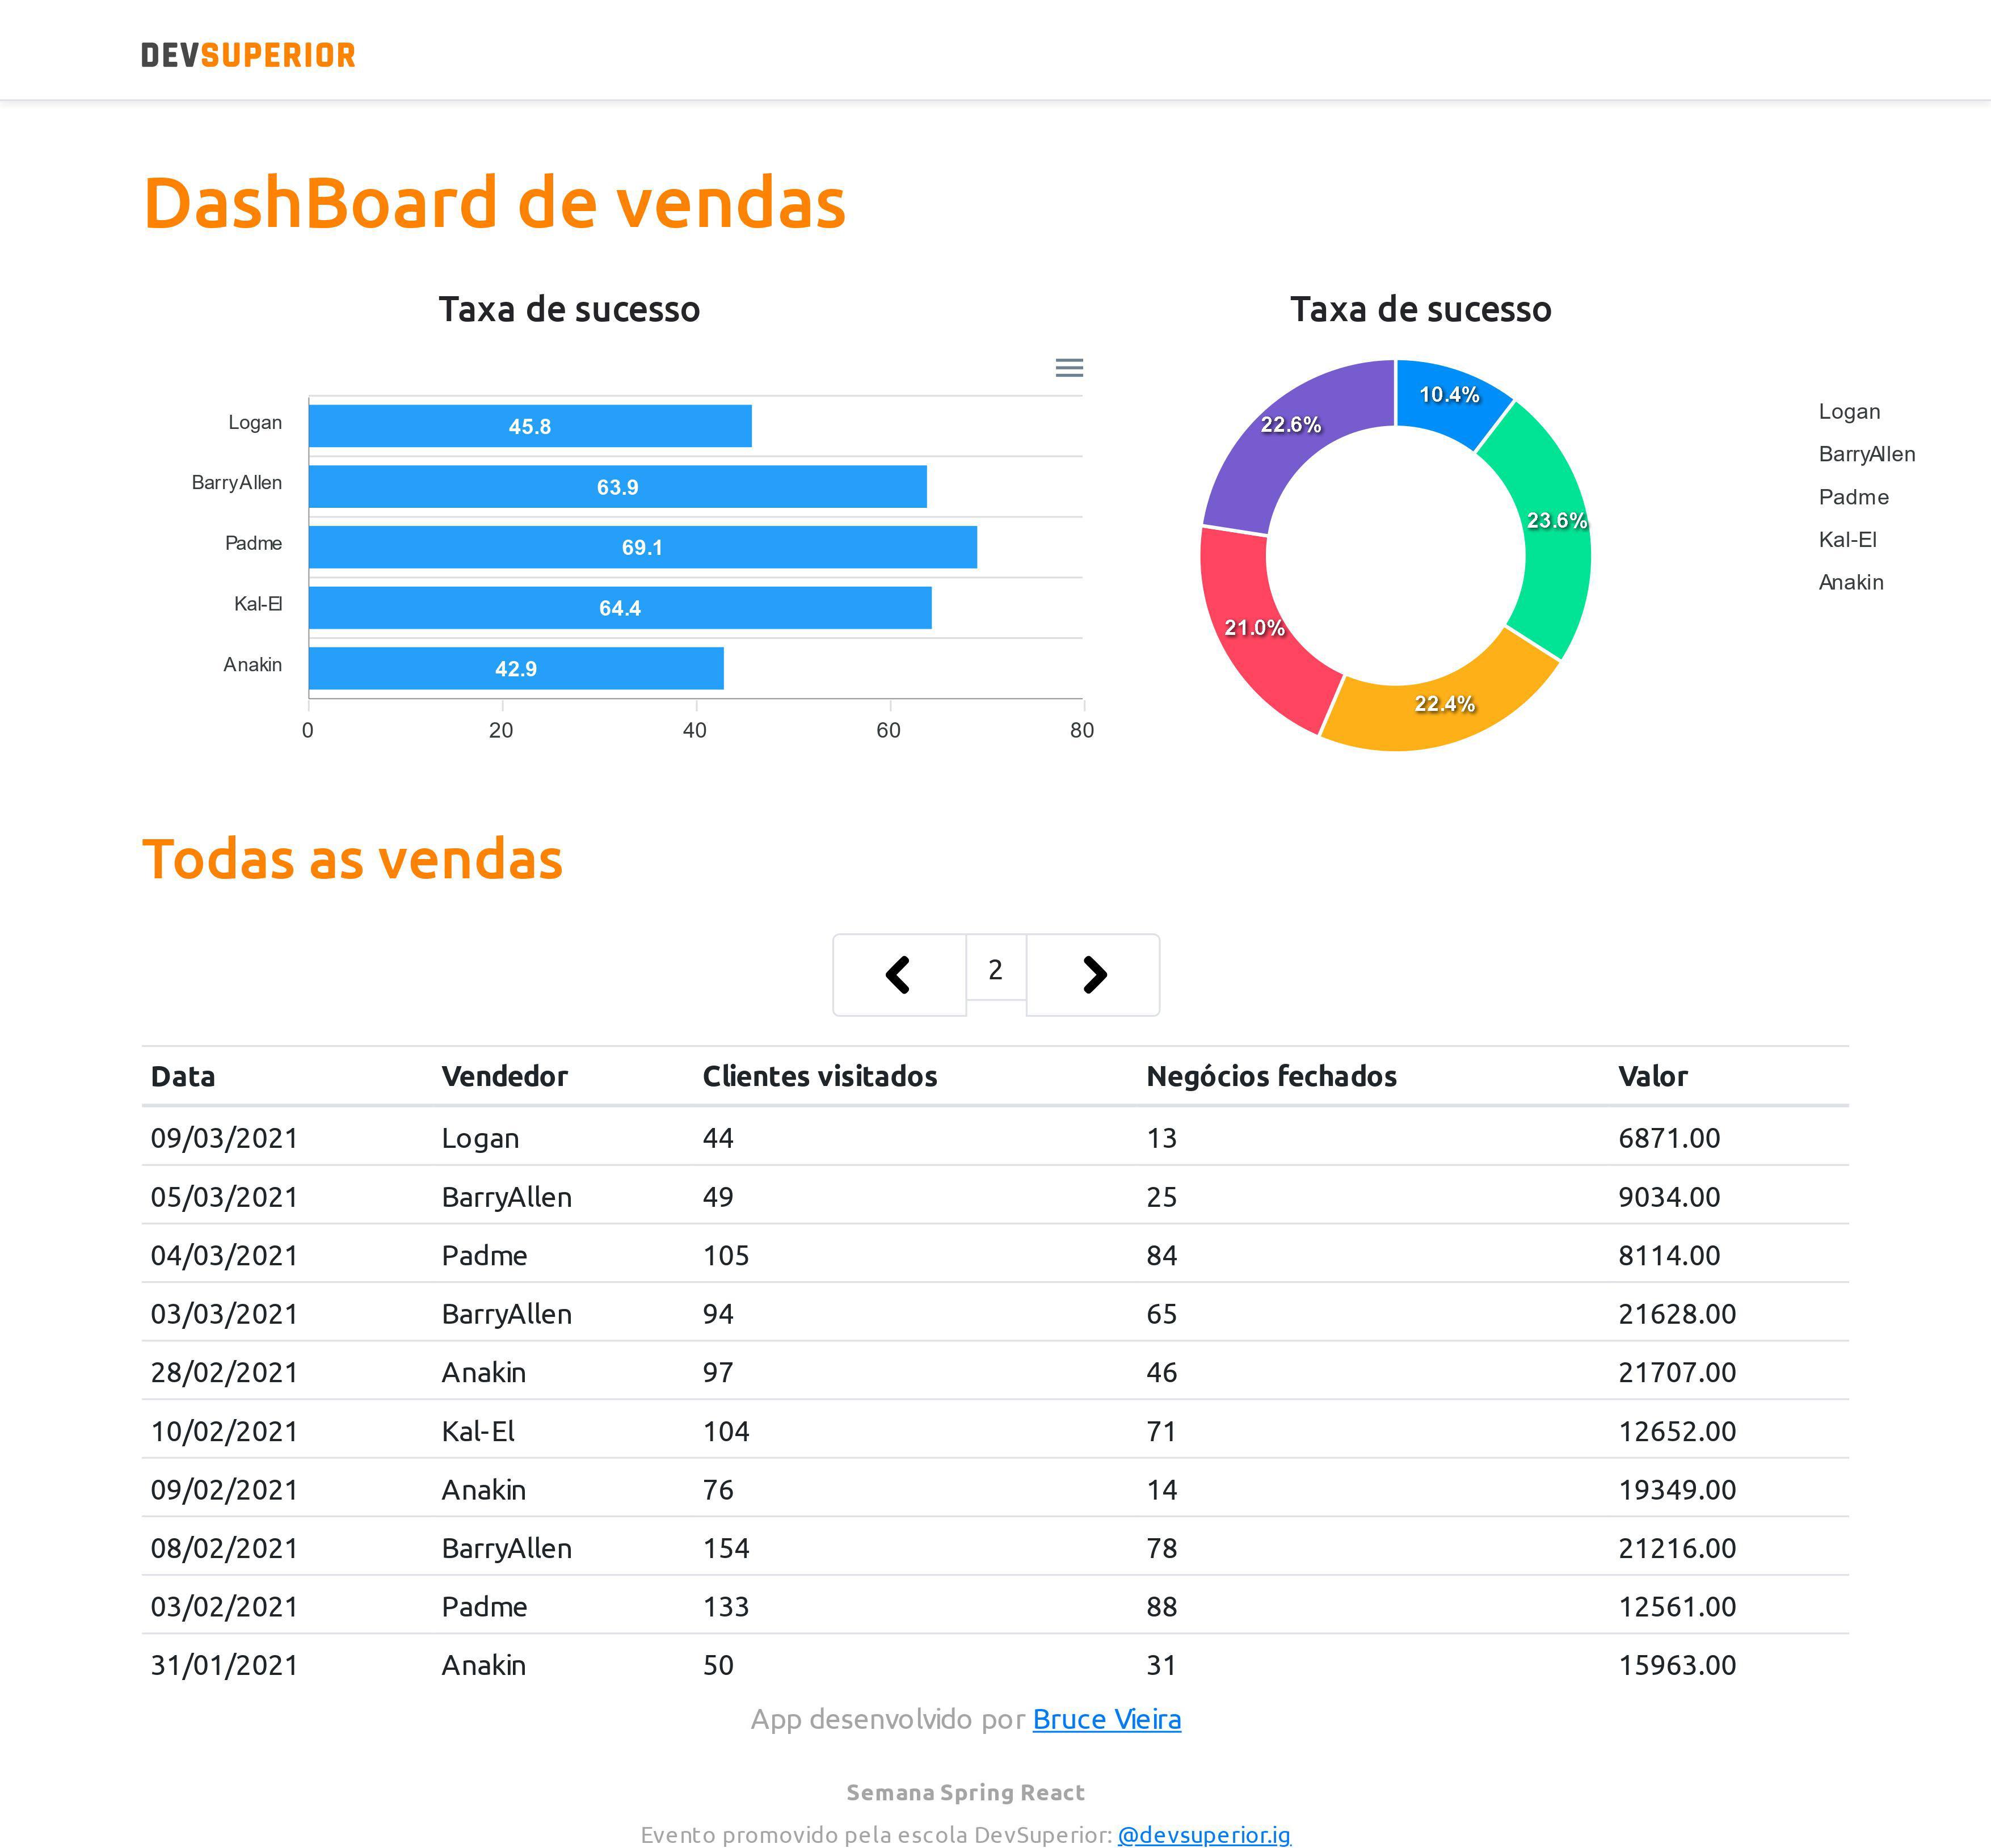 DEVSUPERIOR
DashBoard de vendas
Taxa de sucesso
Logan 45.8
BarryAllen 63.9
Padme 69.1
Kal-El 64.4
Anakin 42.9
0 20 40 60 80
Taxa de sucesso
10.4%
23.6%
22.4%
21.0%
22.6%
Logan
BarryAllen
Padme
Kal-El
Anakin
Todas as vendas
2
Data Vendedor Clientes visitados Negócios fechados Valor
09/03/2021 Logan 44 13 6871.00
05/03/2021 BarryAllen 49 25 9034.00
04/03/2021 Padme 105 84 8114.00
03/03/2021 BarryAllen 94 65 21628.00
28/02/2021 Anakin 97 46 21707.00
10/02/2021 Kal-El 104 71 12652.00
09/02/2021 Anakin 76 14 19349.00
08/02/2021 BarryAllen 154 78 21216.00
03/02/2021 Padme 133 88 12561.00
31/01/2021 Anakin 50 31 15963.00
App desenvolvido por Bruce Vieira
Semana Spring React
Evento promovido pela escola DevSuperior: @devsuperior.ig